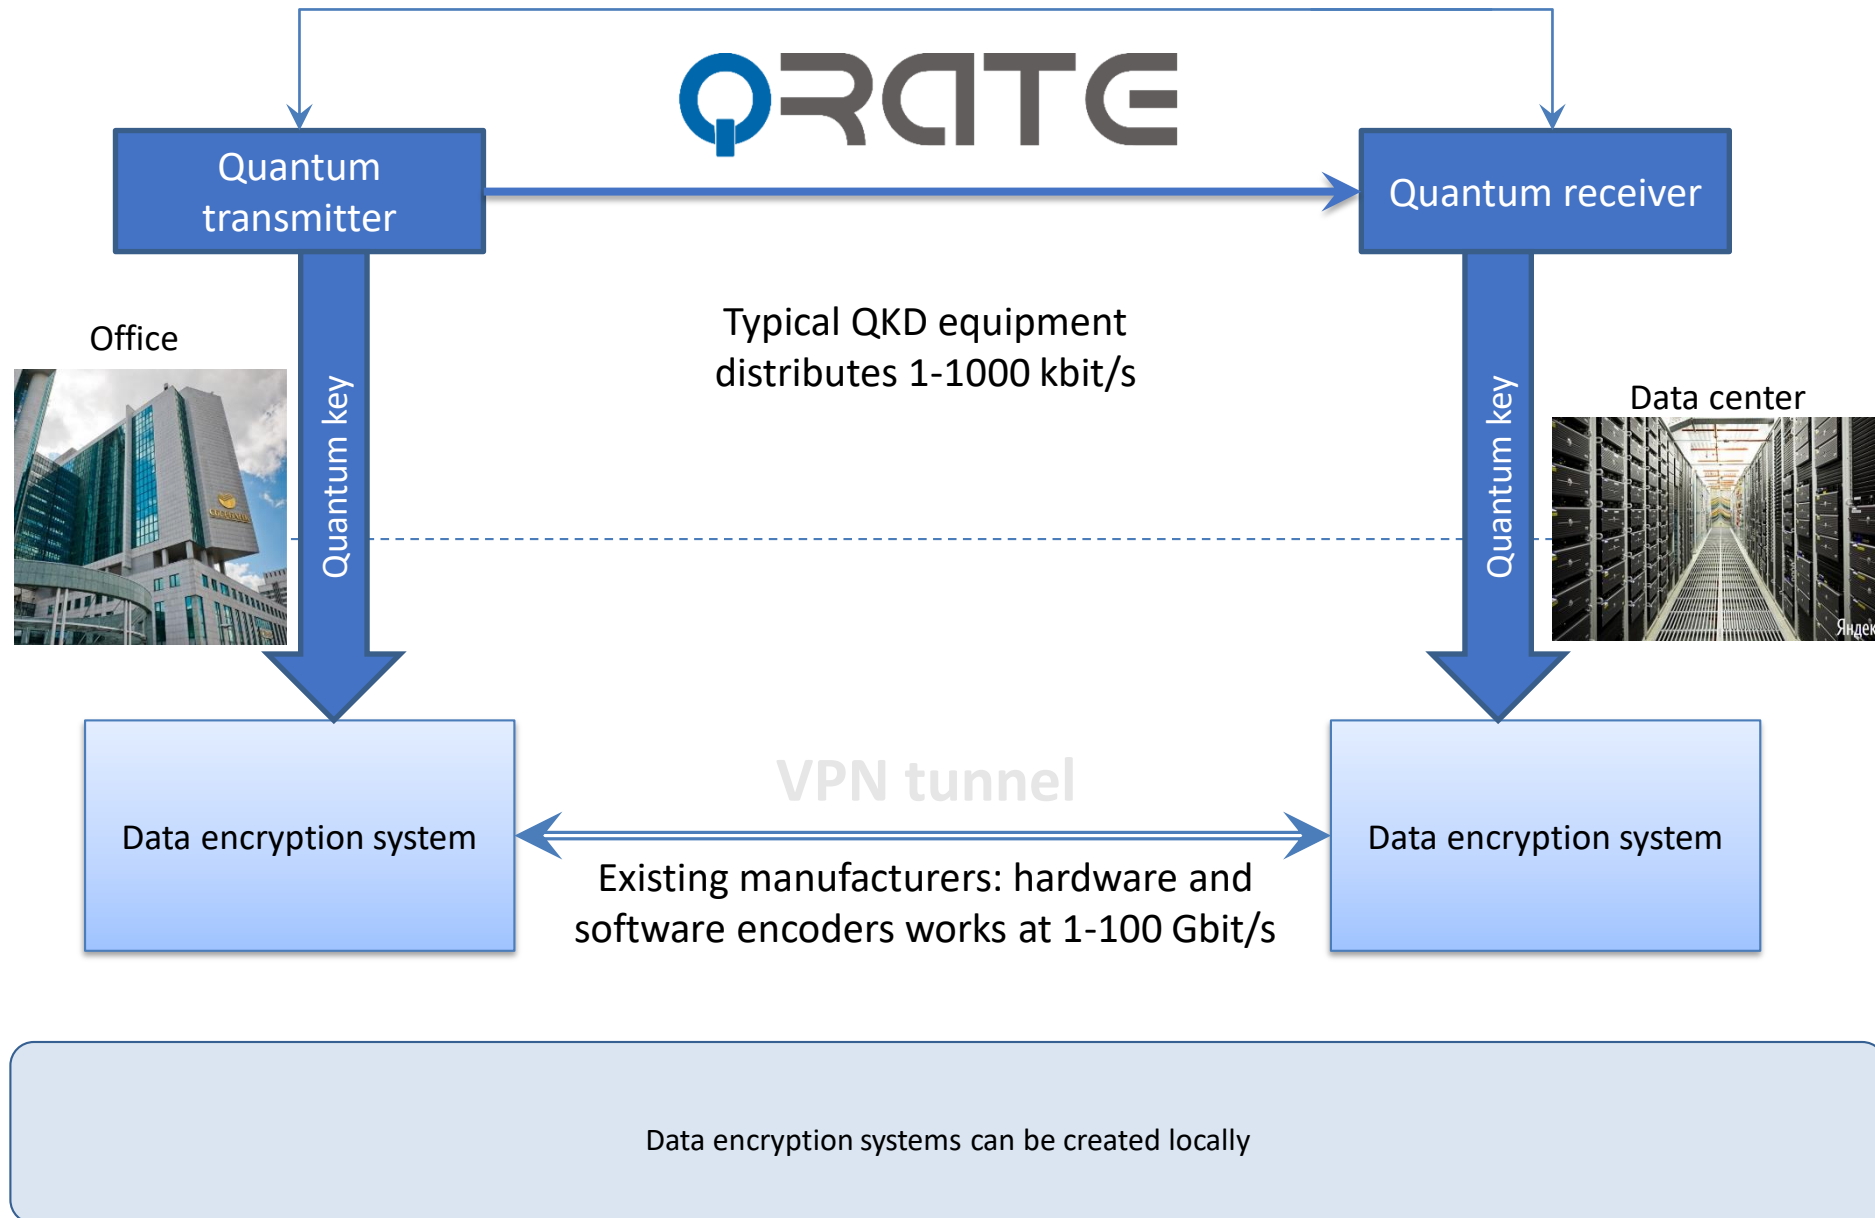 QRATE
Quantum
transmitter
Quantum receiver
Typical QKD equipment
distributes 1-1000 kbit/s
Office
Quantum key
Quantum key
Data center
VPN tunnel
Data encryption system
Data encryption system
Existing manufacturers: hardware and
software encoders works at 1-100 Gbit/s
Data encryption systems can be created locally